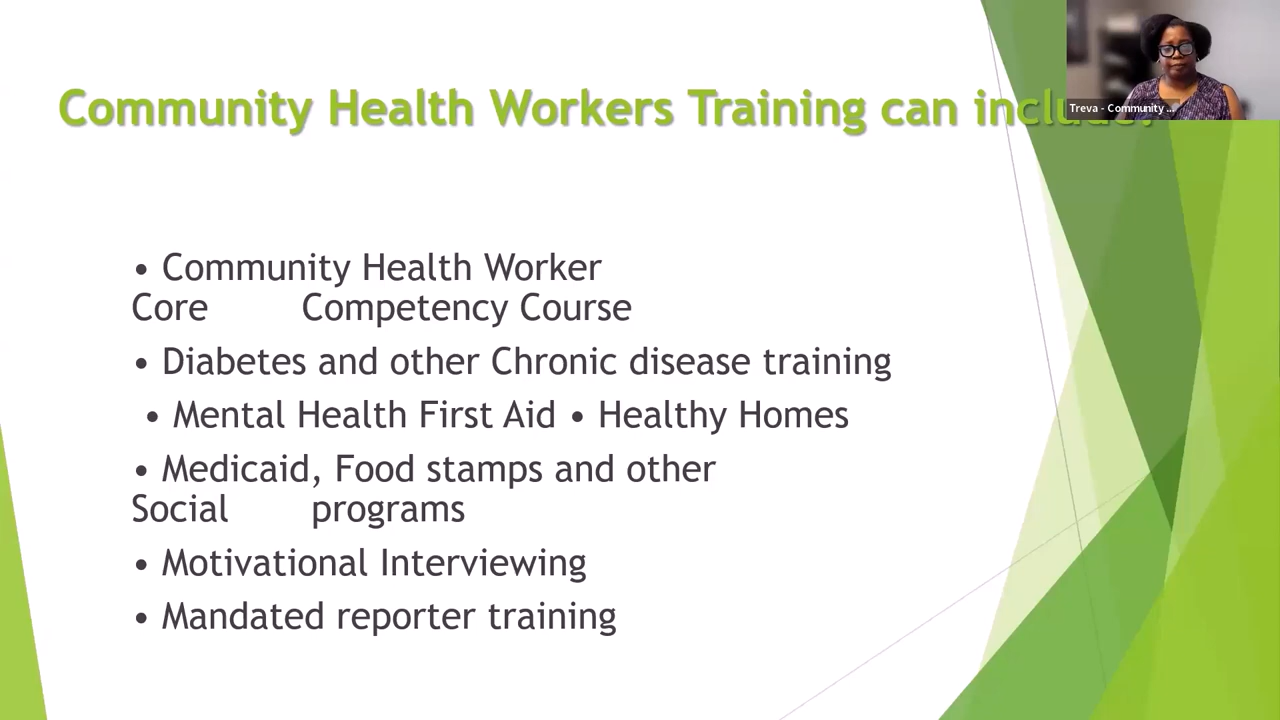 Community Health Workers Training can include:
Treva - Community ...
• Community Health Worker
Core Competency Course
• Diabetes and other Chronic disease training
• Mental Health First Aid • Healthy Homes
• Medicaid, Food stamps and other
Social programs
• Motivational Interviewing
• Mandated reporter training